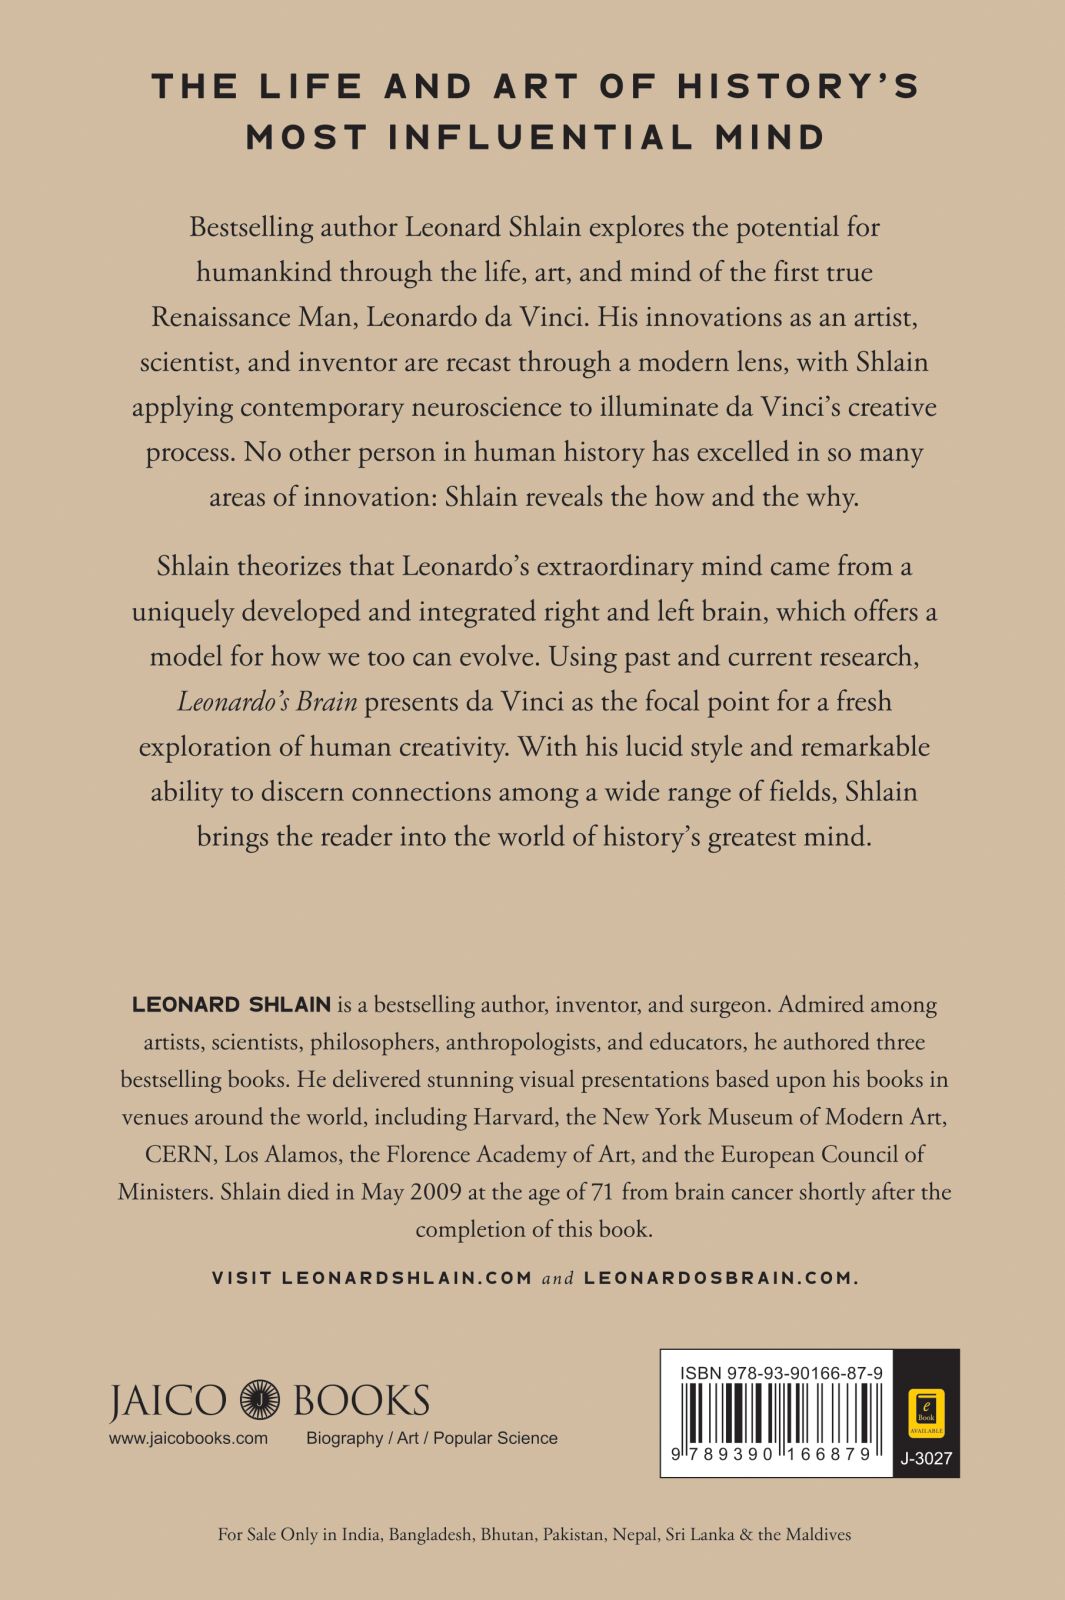 THE LIFE AND ART OF HISTORY’S
MOST INFLUENTIAL MIND
Bestselling author Leonard Shlain explores the potential for
humankind through the life, art, and mind of the first true
Renaissance Man, Leonardo da Vinci. His innovations as an artist,
scientist, and inventor are recast through a modern lens, with Shlain
applying contemporary neuroscience to illuminate da Vinci’s creative
process. No other person in human history has excelled in so many
areas of innovation: Shlain reveals the how and the why.
Shlain theorizes that Leonardo’s extraordinary mind came from a
uniquely developed and integrated right and left brain, which offers a
model for how we too can evolve. Using past and current research,
Leonardo’s Brain presents da Vinci as the focal point for a fresh
exploration of human creativity. With his lucid style and remarkable
ability to discern connections among a wide range of fields, Shlain
brings the reader into the world of history’s greatest mind.
LEONARD SHLAIN is a bestselling author, inventor, and surgeon. Admired among
artists, scientists, philosophers, anthropologists, and educators, he authored three
bestselling books. He delivered stunning visual presentations based upon his books in
venues around the world, including Harvard, the New York Museum of Modern Art,
CERN, Los Alamos, the Florence Academy of Art, and the European Council of
Ministers. Shlain died in May 2009 at the age of 71 from brain cancer shortly after the
completion of this book.
VISIT LEONARDSHLAIN.COM and LEONARDOSBRAIN.COM.
JAICO J BOOKS
www.jaicobooks.com Biography / Art / Popular Science
ISBN 978-93-90166-87-9
9 789390 166879
e
Book
AVAILABLE
J-3027
For Sale Only in India, Bangladesh, Bhutan, Pakistan, Nepal, Sri Lanka & the Maldives